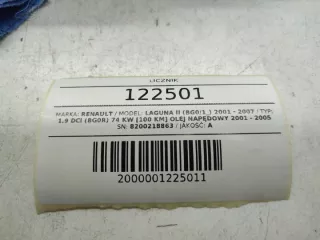 LICZNIK
122501
MARKA: RENAULT / MODEL: LAGUNA II (BG0/1_) 2001 - 2007 / TYP:
1.9 DCI (BG0R) 74 KW [100 KM] OLEJ NAPĘDOWY 2001 - 2005
SN: 8200218863 / JAKOŚĆ: A
2000001225011